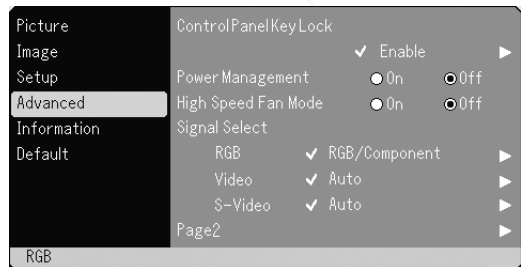 Picture
Image
Setup
Advanced
Information
Default
Control Panel Key Lock
Enable
Power Management On Off
High Speed Fan Mode On Off
Signal Select
RGB RGB/Component
Video Auto
S-Video Auto
Page2
RGB